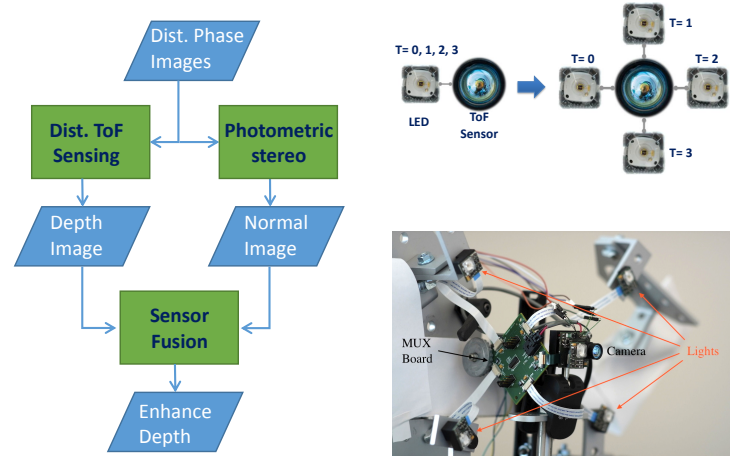 Dist. Phase
Images
Dist. ToF
Sensing
Photometric
stereo
Depth
Image
Normal
Image
Sensor
Fusion
Enhance
Depth
T= 0, 1, 2, 3
LED
ToF
Sensor
T= 1
T= 0
T= 2
T= 3
MUX
Board
Camera
Lights